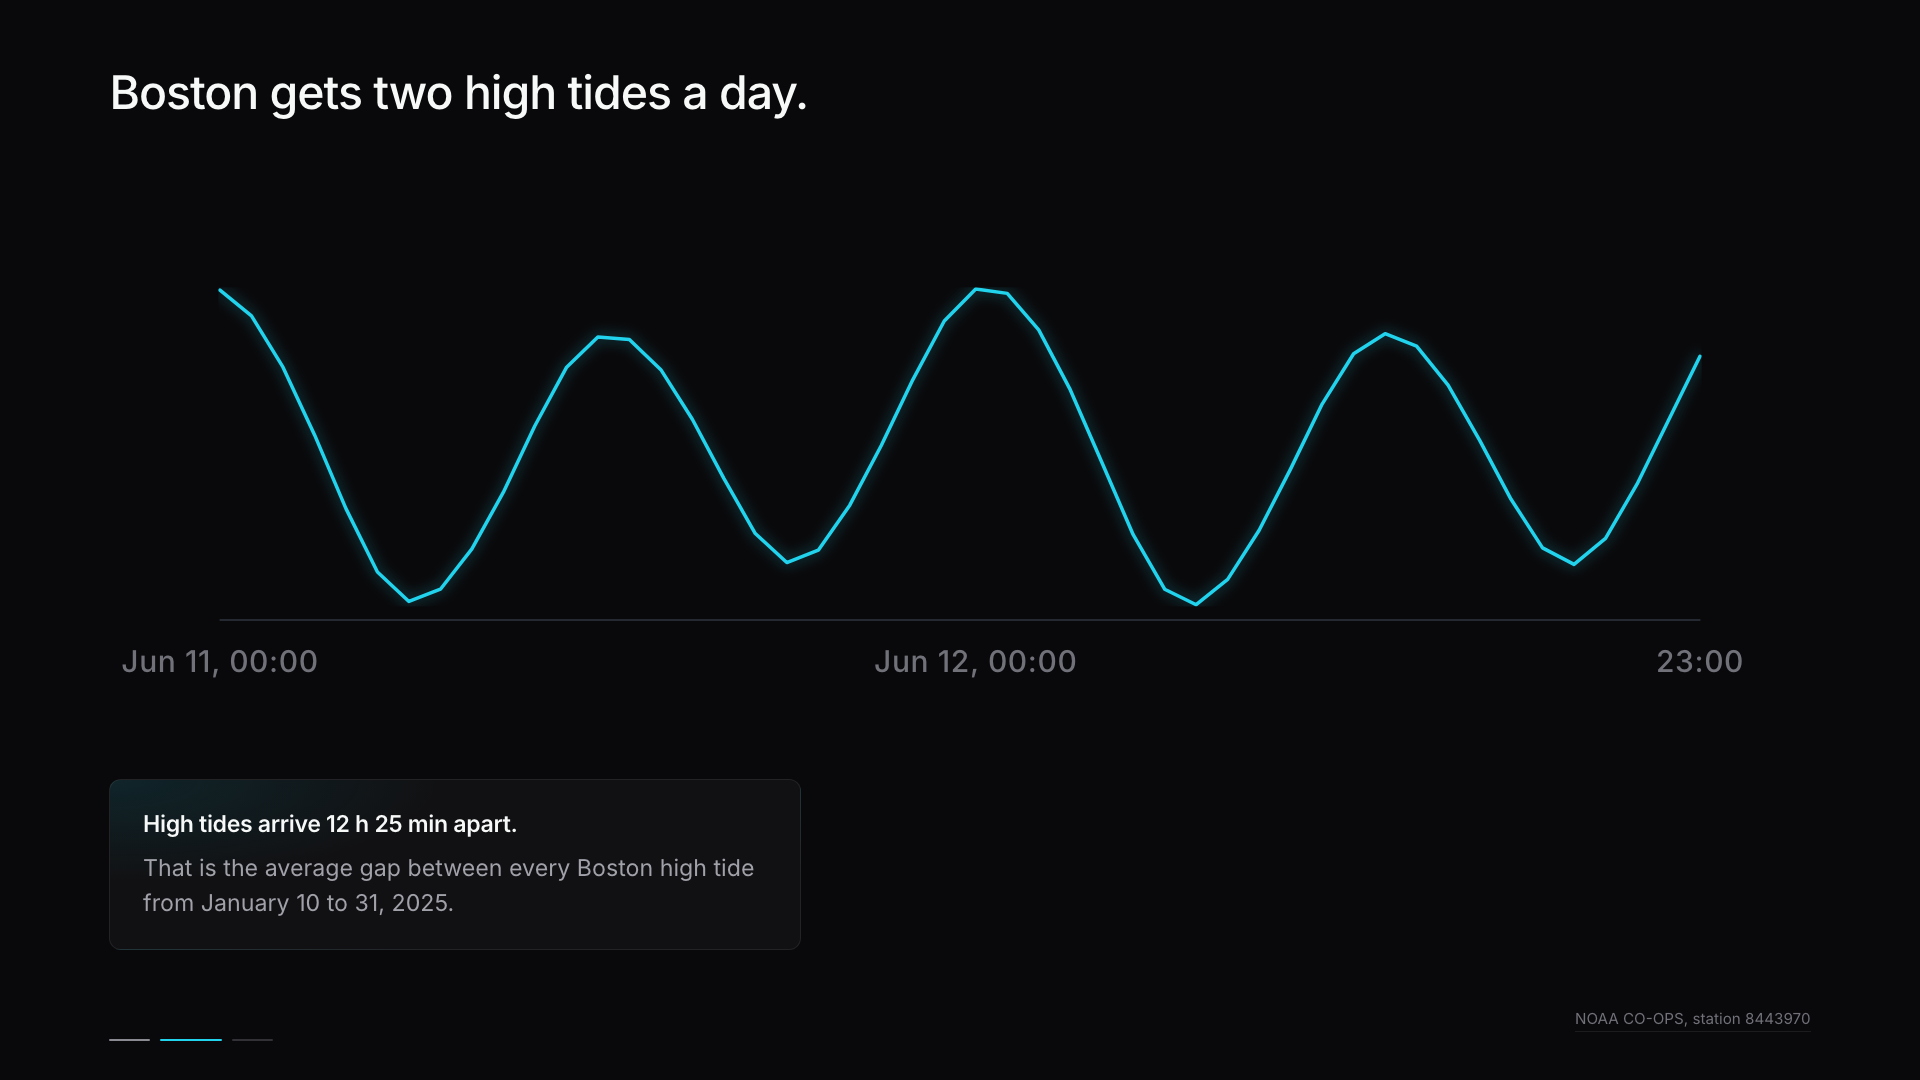 Boston gets two high tides a day.
Jun 11, 00:00
Jun 12, 00:00
23:00
High tides arrive 12 h 25 min apart.
That is the average gap between every Boston high tide
from January 10 to 31, 2025.
NOAA CO-OPS, station 8443970